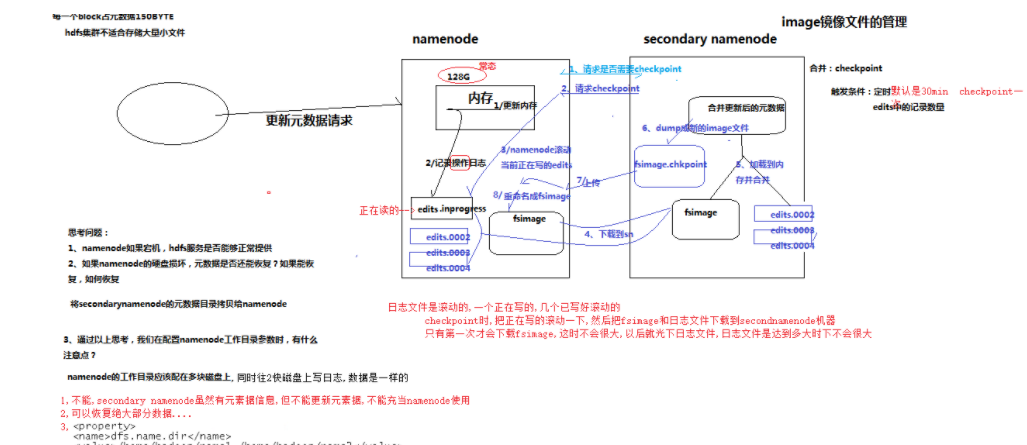 每一个block占元数据150BYTE
hdfs集群不适合存储大量小文件
image镜像文件的管理
namenode
secondary namenode
常态
128G
内存
1/更新内存
更新元数据请求
2/记录操作日志
正在读的
edits.inprogress
edits.0002
edits.0003
edits.0004
fsimage
1、请求是否需要checkpoint
2、请求checkpoint
3/namenode滚动
当前正在写的edits
7/上传
8/重命名成fsimage
4、下载到sn
合并更新后的元数据
6、dump成新的image文件
fsimage.chkpoint
5、加载到内
存并合并
fsimage
edits.0002
edits.0003
edits.0004
合并：checkpoint
触发条件：定时默认是30min checkpoint一
次
edits中的记录数量
思考问题：
1、namenode如果宕机，hdfs服务是否能够正常提供
2、如果namenode的硬盘损坏，元数据是否还能恢复？如果能恢
复，如何恢复
将secondarynamenode的元数据目录拷贝给namenode
日志文件是滚动的,一个正在写的,几个已写好滚动的
checkpoint时,把正在写的滚动一下,然后把fsimage和日志文件下载到secondnamenode机器
只有第一次才会下载fsimage,这时不会很大,以后就光下日志文件,日志文件是达到多大时下不会很大
3、通过以上思考，我们在配置namenode工作目录参数时，有什么
注意点？
namenode的工作目录应该配在多块磁盘上,同时往2快磁盘上写日志,数据是一样的
1,不能,secondary namenode虽然有元素据信息,但不能更新元素据,不能充当namenode使用
2,可以恢复绝大部分数据....
3,<property>
<name>dfs.name.dir</name>